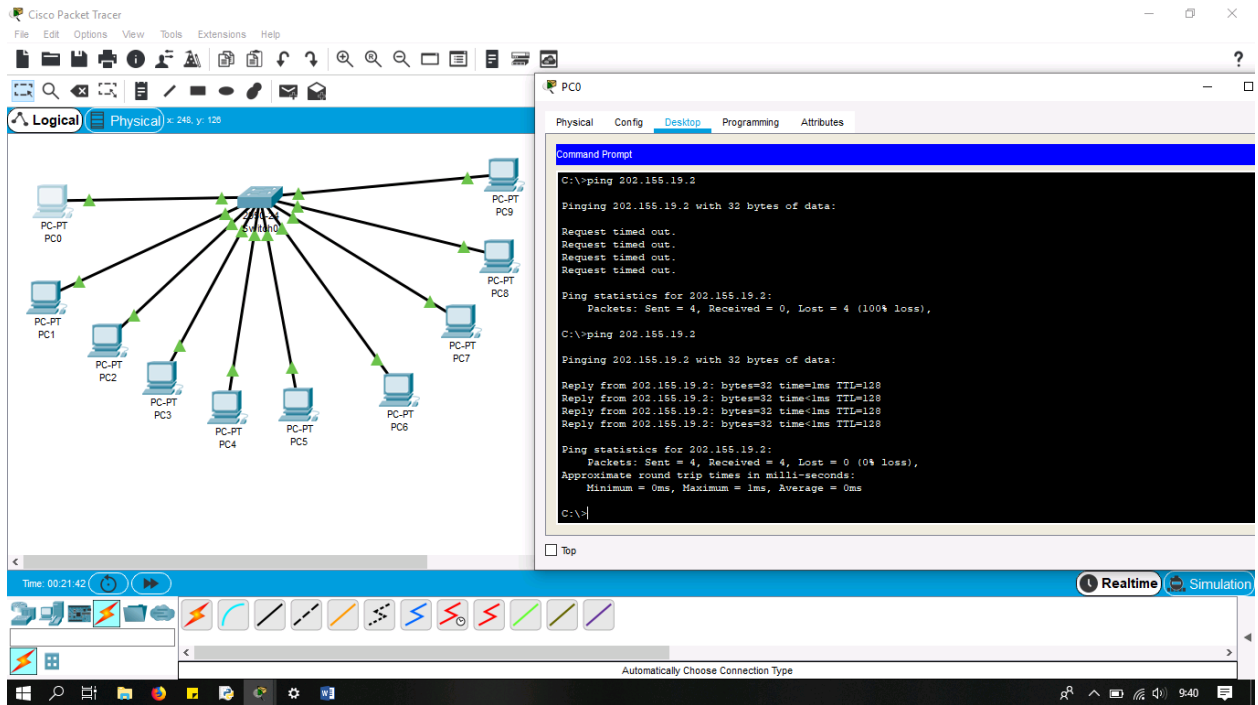 Cisco Packet Tracer
File Edit Options View Tools Extensions Help
?
Logical Physical x: 248, y: 126
PC-PT
PC0
PC-PT
PC1
PC-PT
PC2
PC-PT
PC3
PC-PT
PC4
PC-PT
PC5
PC-PT
PC6
PC-PT
PC7
PC-PT
PC8
PC-PT
PC9
2950-24
Switch0
PC0
Physical Config Desktop Programming Attributes
Command Prompt
C:\>ping 202.155.19.2
Pinging 202.155.19.2 with 32 bytes of data:
Request timed out.
Request timed out.
Request timed out.
Request timed out.
Ping statistics for 202.155.19.2:
Packets: Sent = 4, Received = 0, Lost = 4 (100% loss),
C:\>ping 202.155.19.2
Pinging 202.155.19.2 with 32 bytes of data:
Reply from 202.155.19.2: bytes=32 time=1ms TTL=128
Reply from 202.155.19.2: bytes=32 time<1ms TTL=128
Reply from 202.155.19.2: bytes=32 time<1ms TTL=128
Reply from 202.155.19.2: bytes=32 time<1ms TTL=128
Ping statistics for 202.155.19.2:
Packets: Sent = 4, Received = 4, Lost = 0 (0% loss),
Approximate round trip times in milli-seconds:
Minimum = 0ms, Maximum = 1ms, Average = 0ms
C:\>
Top
Time: 00:21:42
Realtime Simulation
Automatically Choose Connection Type
9:40